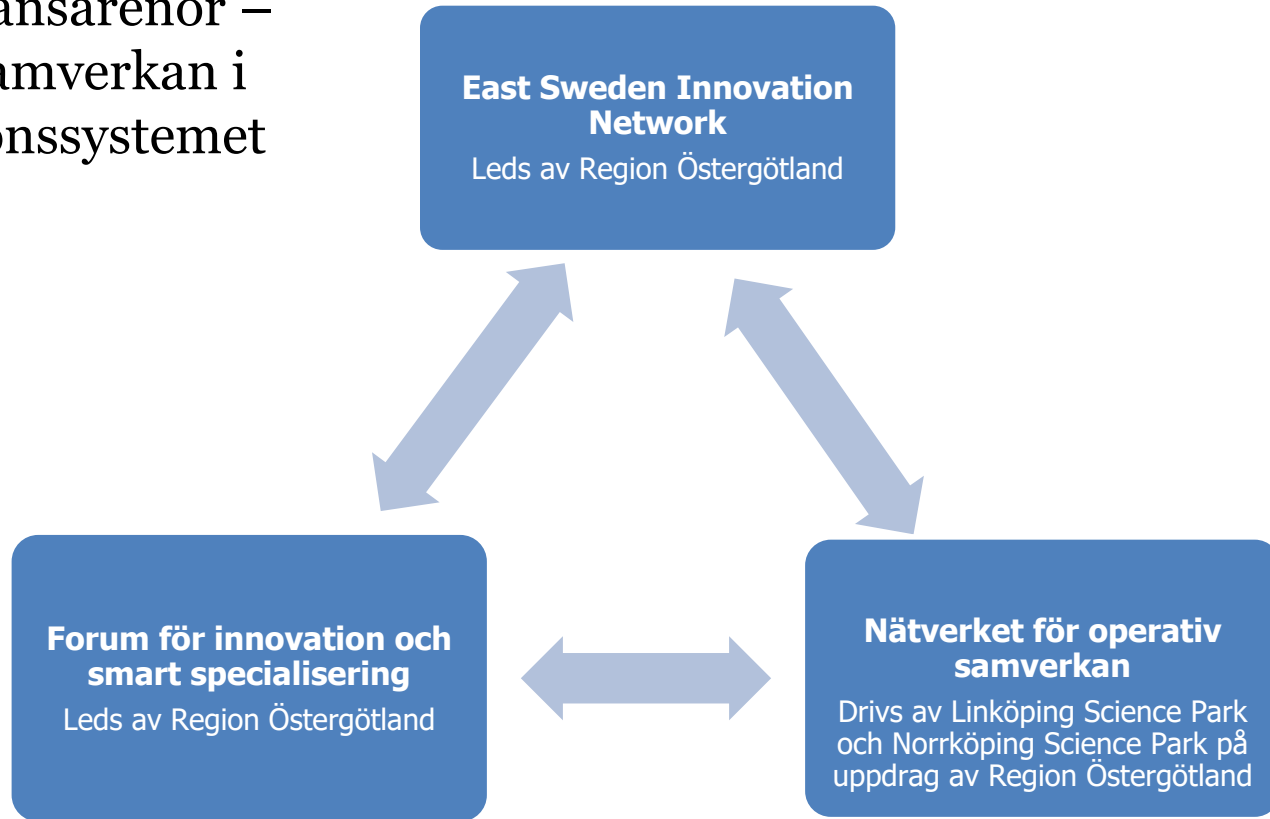 ansarenor –
amverkan i
onssystemet
East Sweden Innovation
Network
Leds av Region Östergötland
Forum för innovation och
smart specialisering
Leds av Region Östergötland
Nätverket för operativ
samverkan
Drivs av Linköping Science Park
och Norrköping Science Park på
uppdrag av Region Östergötland